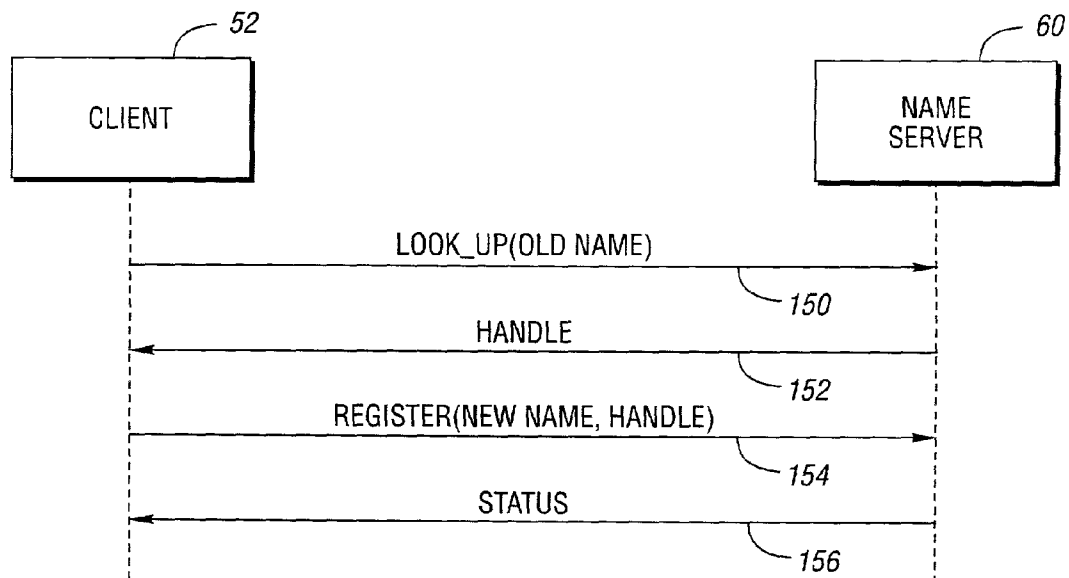 52
60
CLIENT
NAME
SERVER
LOOK_UP(OLD NAME)
150
HANDLE
152
REGISTER(NEW NAME, HANDLE)
154
STATUS
156